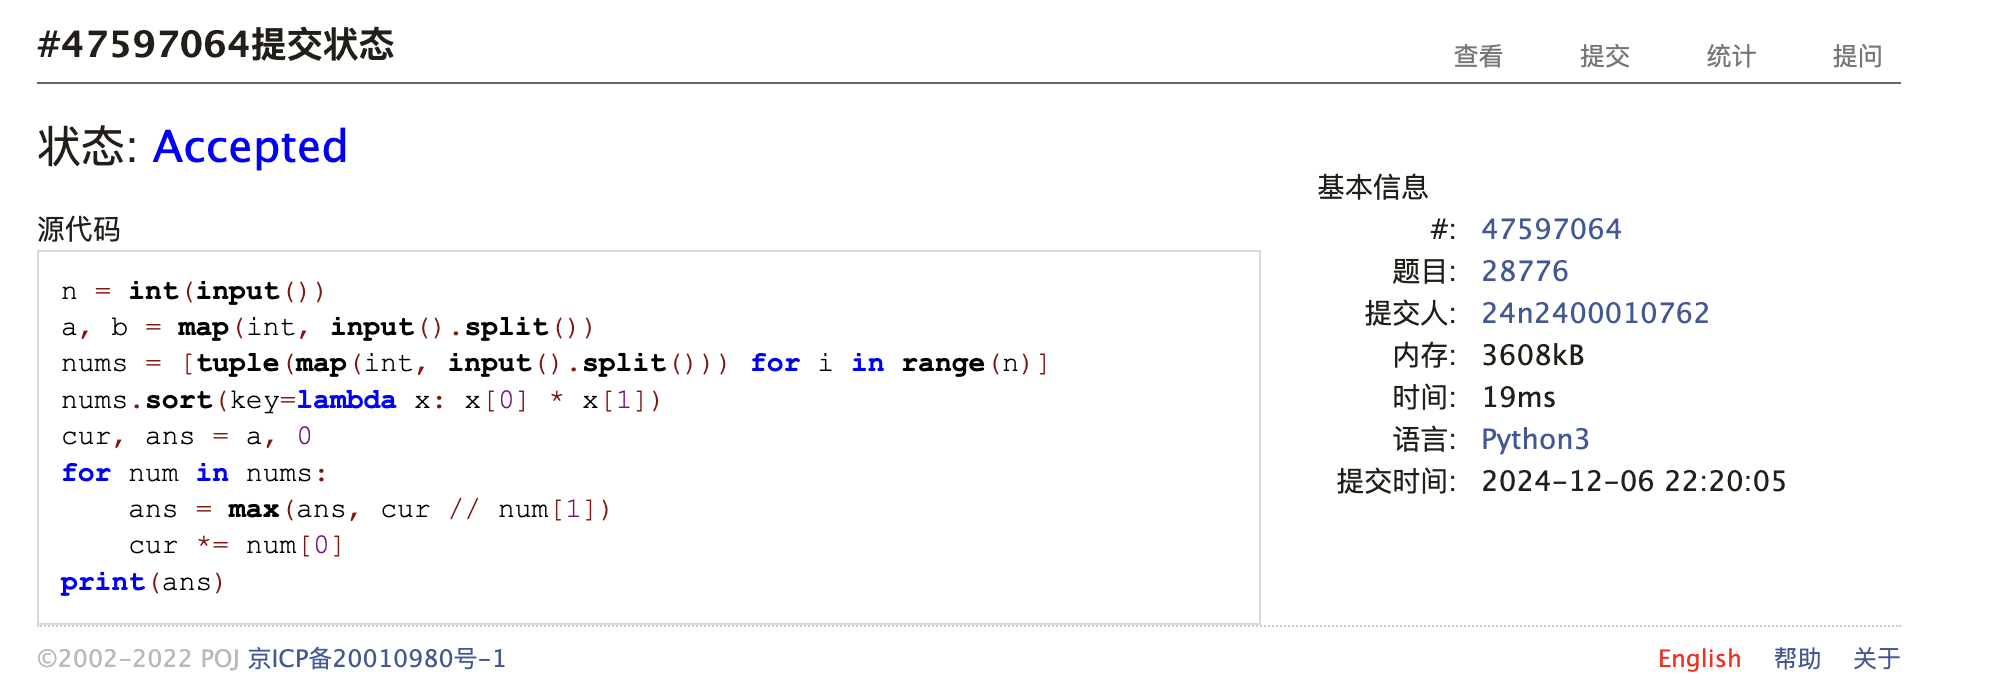 #47597064提交状态
查看 提交 统计 提问
状态: Accepted
源代码
n = int(input())
a, b = map(int, input().split())
nums = [tuple(map(int, input().split())) for i in range(n)]
nums.sort(key=lambda x: x[0] * x[1])
cur, ans = a, 0
for num in nums:
    ans = max(ans, cur // num[1])
    cur *= num[0]
print(ans)
基本信息
#: 47597064
题目: 28776
提交人: 24n2400010762
内存: 3608kB
时间: 19ms
语言: Python3
提交时间: 2024-12-06 22:20:05
©2002-2022 POJ 京ICP备20010980号-1
English 帮助 关于